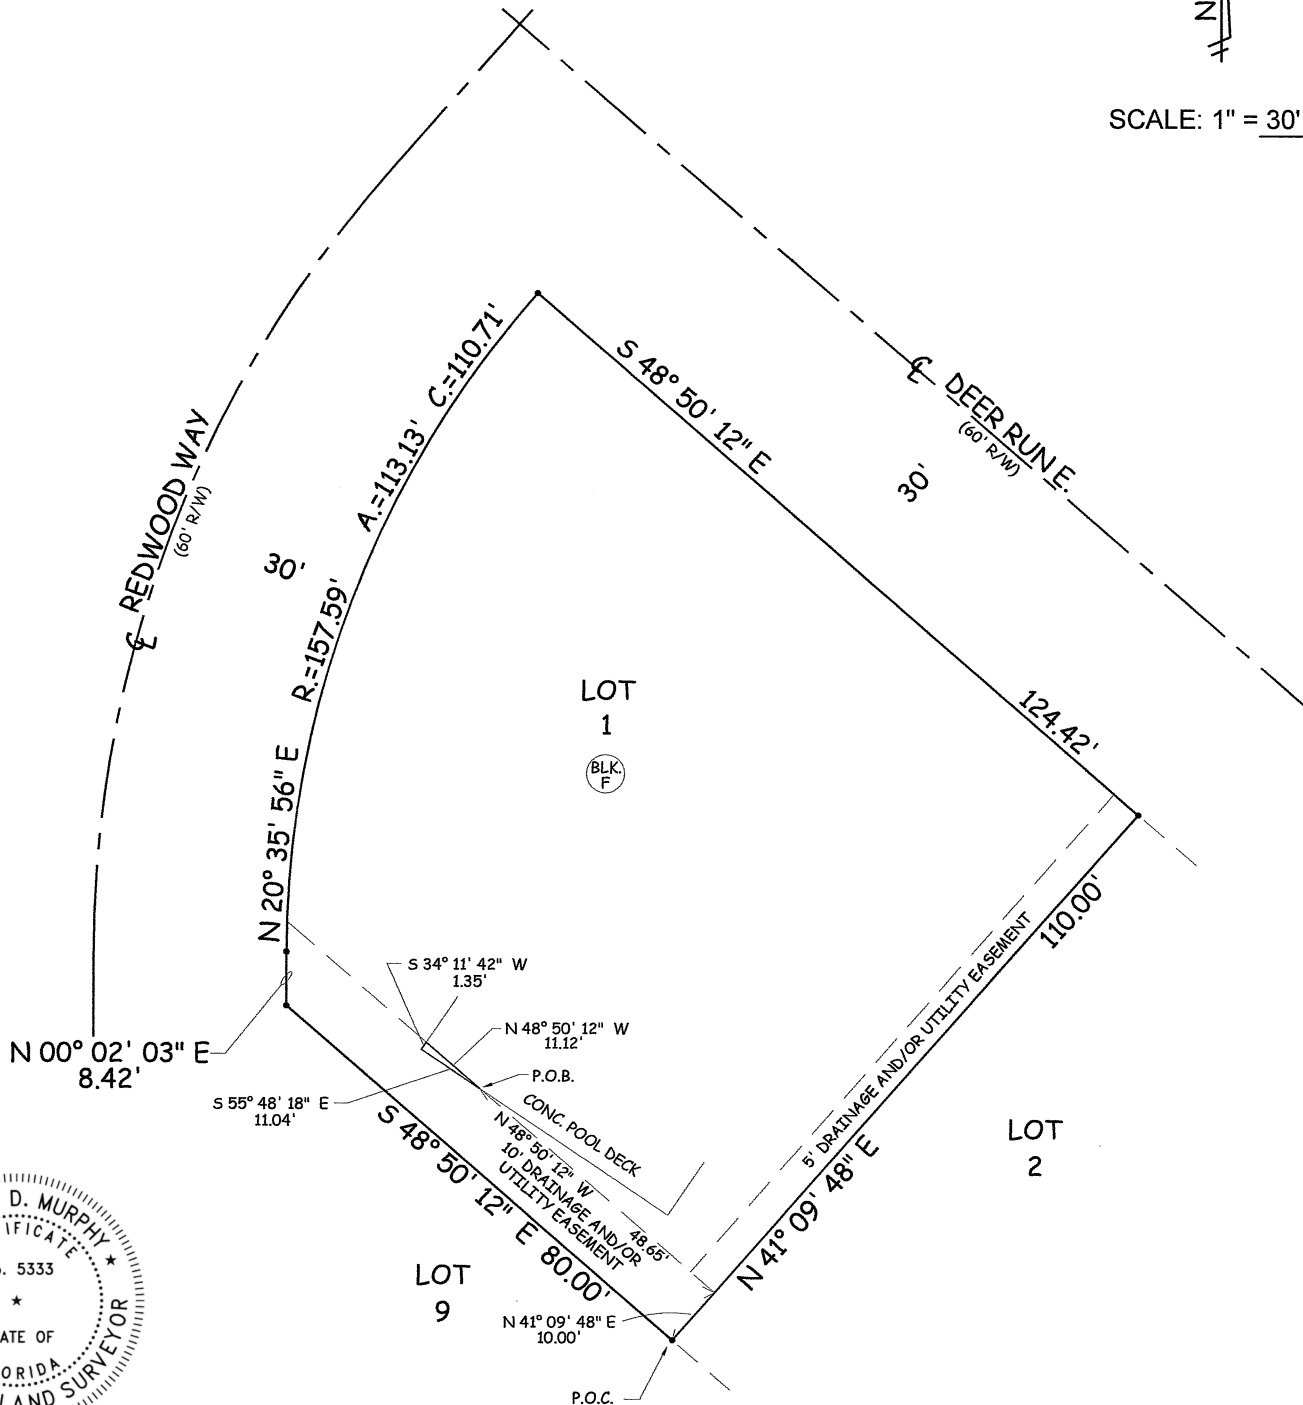 N
SCALE: 1" = 30'
REDWOOD WAY
(60' R/W)
℄
30'
℄ DEER RUN E.
(60' R/W)
30'
S 48° 50' 12" E
124.42'
N 20° 35' 56" E R.=157.59' A.=113.13' C.=110.71'
LOT
1
BLK.
F
110.00'
5' DRAINAGE AND/OR UTILITY EASEMENT
N 41° 09' 48" E
S 34° 11' 42" W
1.35'
N 48° 50' 12" W
11.12'
P.O.B.
N 00° 02' 03" E
8.42'
S 55° 48' 18" E
11.04'
CONC. POOL DECK
N 48° 50' 12" W
48.65'
10' DRAINAGE AND/OR
UTILITY EASEMENT
S 48° 50' 12" E 80.00'
LOT
2
LOT
9
N 41° 09' 48" E
10.00'
P.O.C.
D. MURPHY
IFICATE
. 5333
ATE OF
ORIDA
LAND SURVEYOR